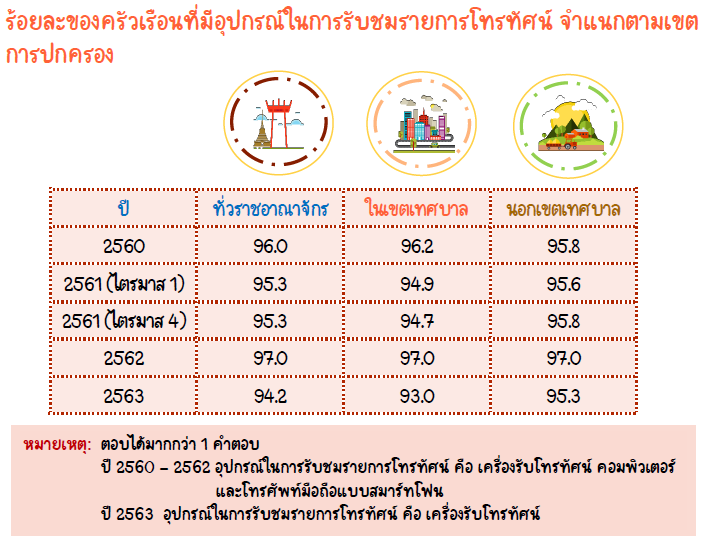 ร้อยละของครัวเรือนที่มีอุปกรณ์ในการรับชมรายการโทรทัศน์ จำแนกตามเขต
การปกครอง
ปี ทั่วราชอาณาจักร ในเขตเทศบาล นอกเขตเทศบาล
2560 96.0 96.2 95.8
2561 (ไตรมาส 1) 95.3 94.9 95.6
2561 (ไตรมาส 4) 95.3 94.7 95.8
2562 97.0 97.0 97.0
2563 94.2 93.0 95.3
หมายเหตุ: ตอบได้มากกว่า 1 คำตอบ
ปี 2560 – 2562 อุปกรณ์ในการรับชมรายการโทรทัศน์ คือ เครื่องรับโทรทัศน์ คอมพิวเตอร์
และโทรศัพท์มือถือแบบสมาร์ทโฟน
ปี 2563 อุปกรณ์ในการรับชมรายการโทรทัศน์ คือ เครื่องรับโทรทัศน์